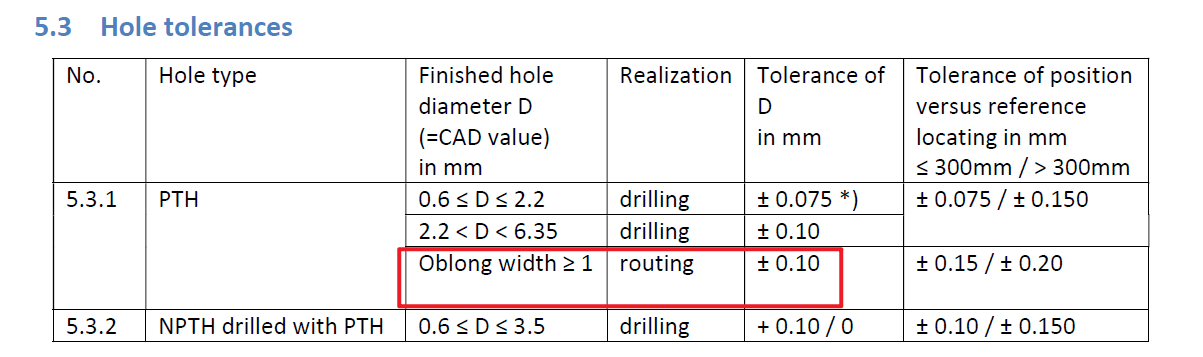 5.3 Hole tolerances
No. Hole type Finished hole Realization Tolerance of Tolerance of position
diameter D D versus reference
(=CAD value) in mm locating in mm
in mm ≤ 300mm / > 300mm
5.3.1 PTH 0.6 ≤ D ≤ 2.2 drilling ± 0.075 *) ± 0.075 / ± 0.150
2.2 < D < 6.35 drilling ± 0.10
Oblong width ≥ 1 routing ± 0.10 ± 0.15 / ± 0.20
5.3.2 NPTH drilled with PTH 0.6 ≤ D ≤ 3.5 drilling + 0.10 / 0 ± 0.10 / ± 0.150